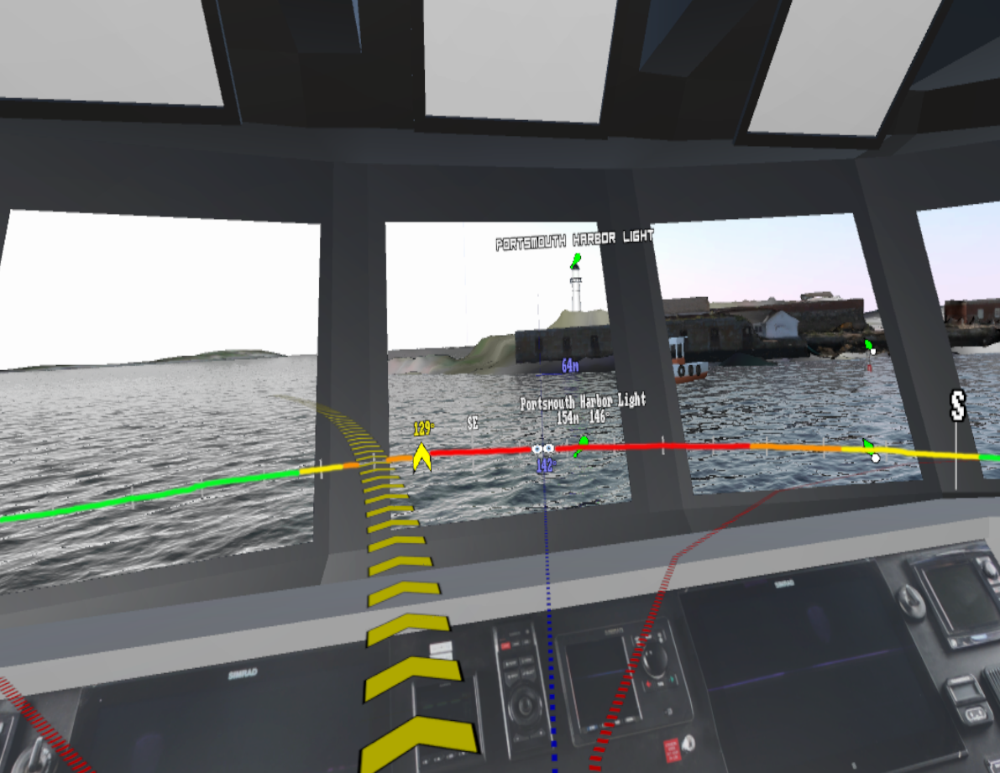 PORTSMOUTH HARBOR LIGHT
64m
Portsmouth Harbor Light
154m 146°
129°
SE
S
142°
SIMRAD
SIMRAD